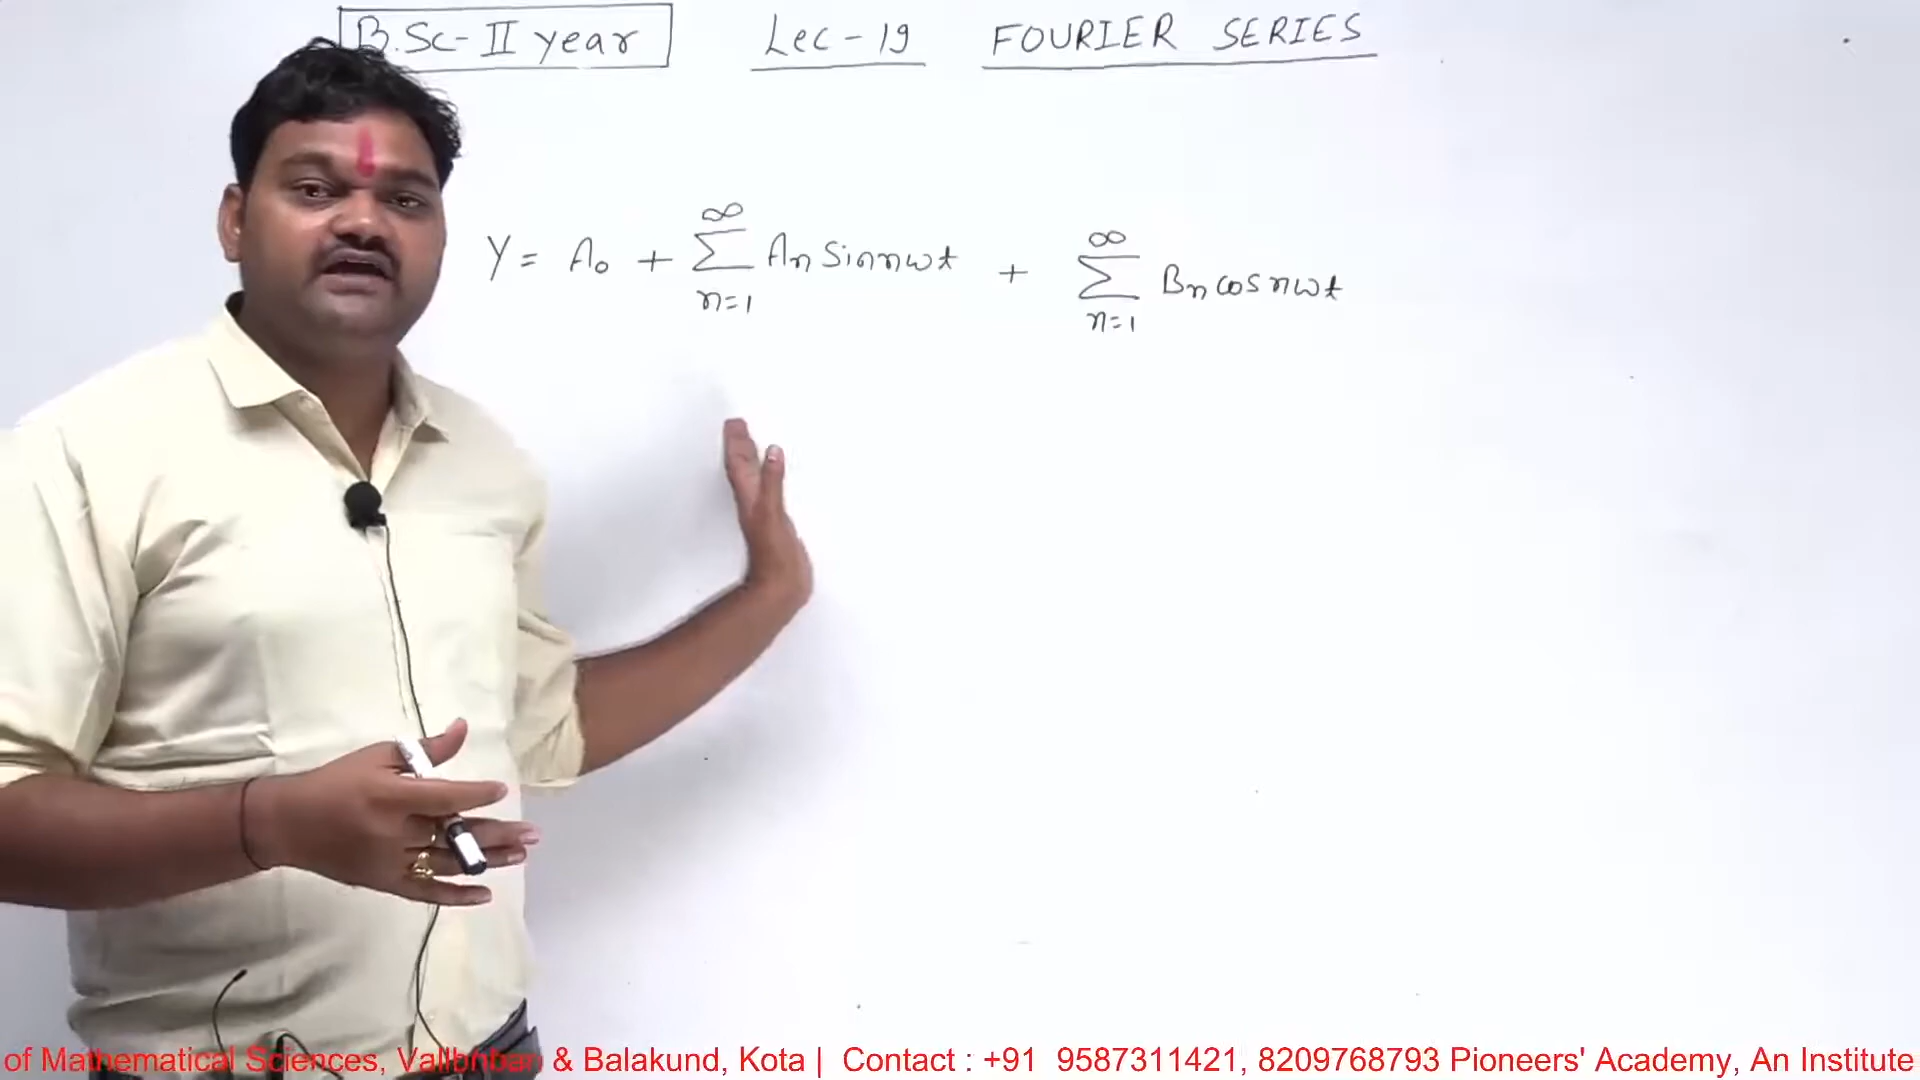 B.Sc-II year Lec-19 FOURIER SERIES
Y = A₀ + ∑ₙ₌₁^∞ Aₙ sin nωt + ∑ₙ₌₁^∞ Bₙ cos nωt
of Mathematical Sciences, & Balakund, Kota | Contact : +91 9587311421, 8209768793 Pioneers' Academy, An Institute